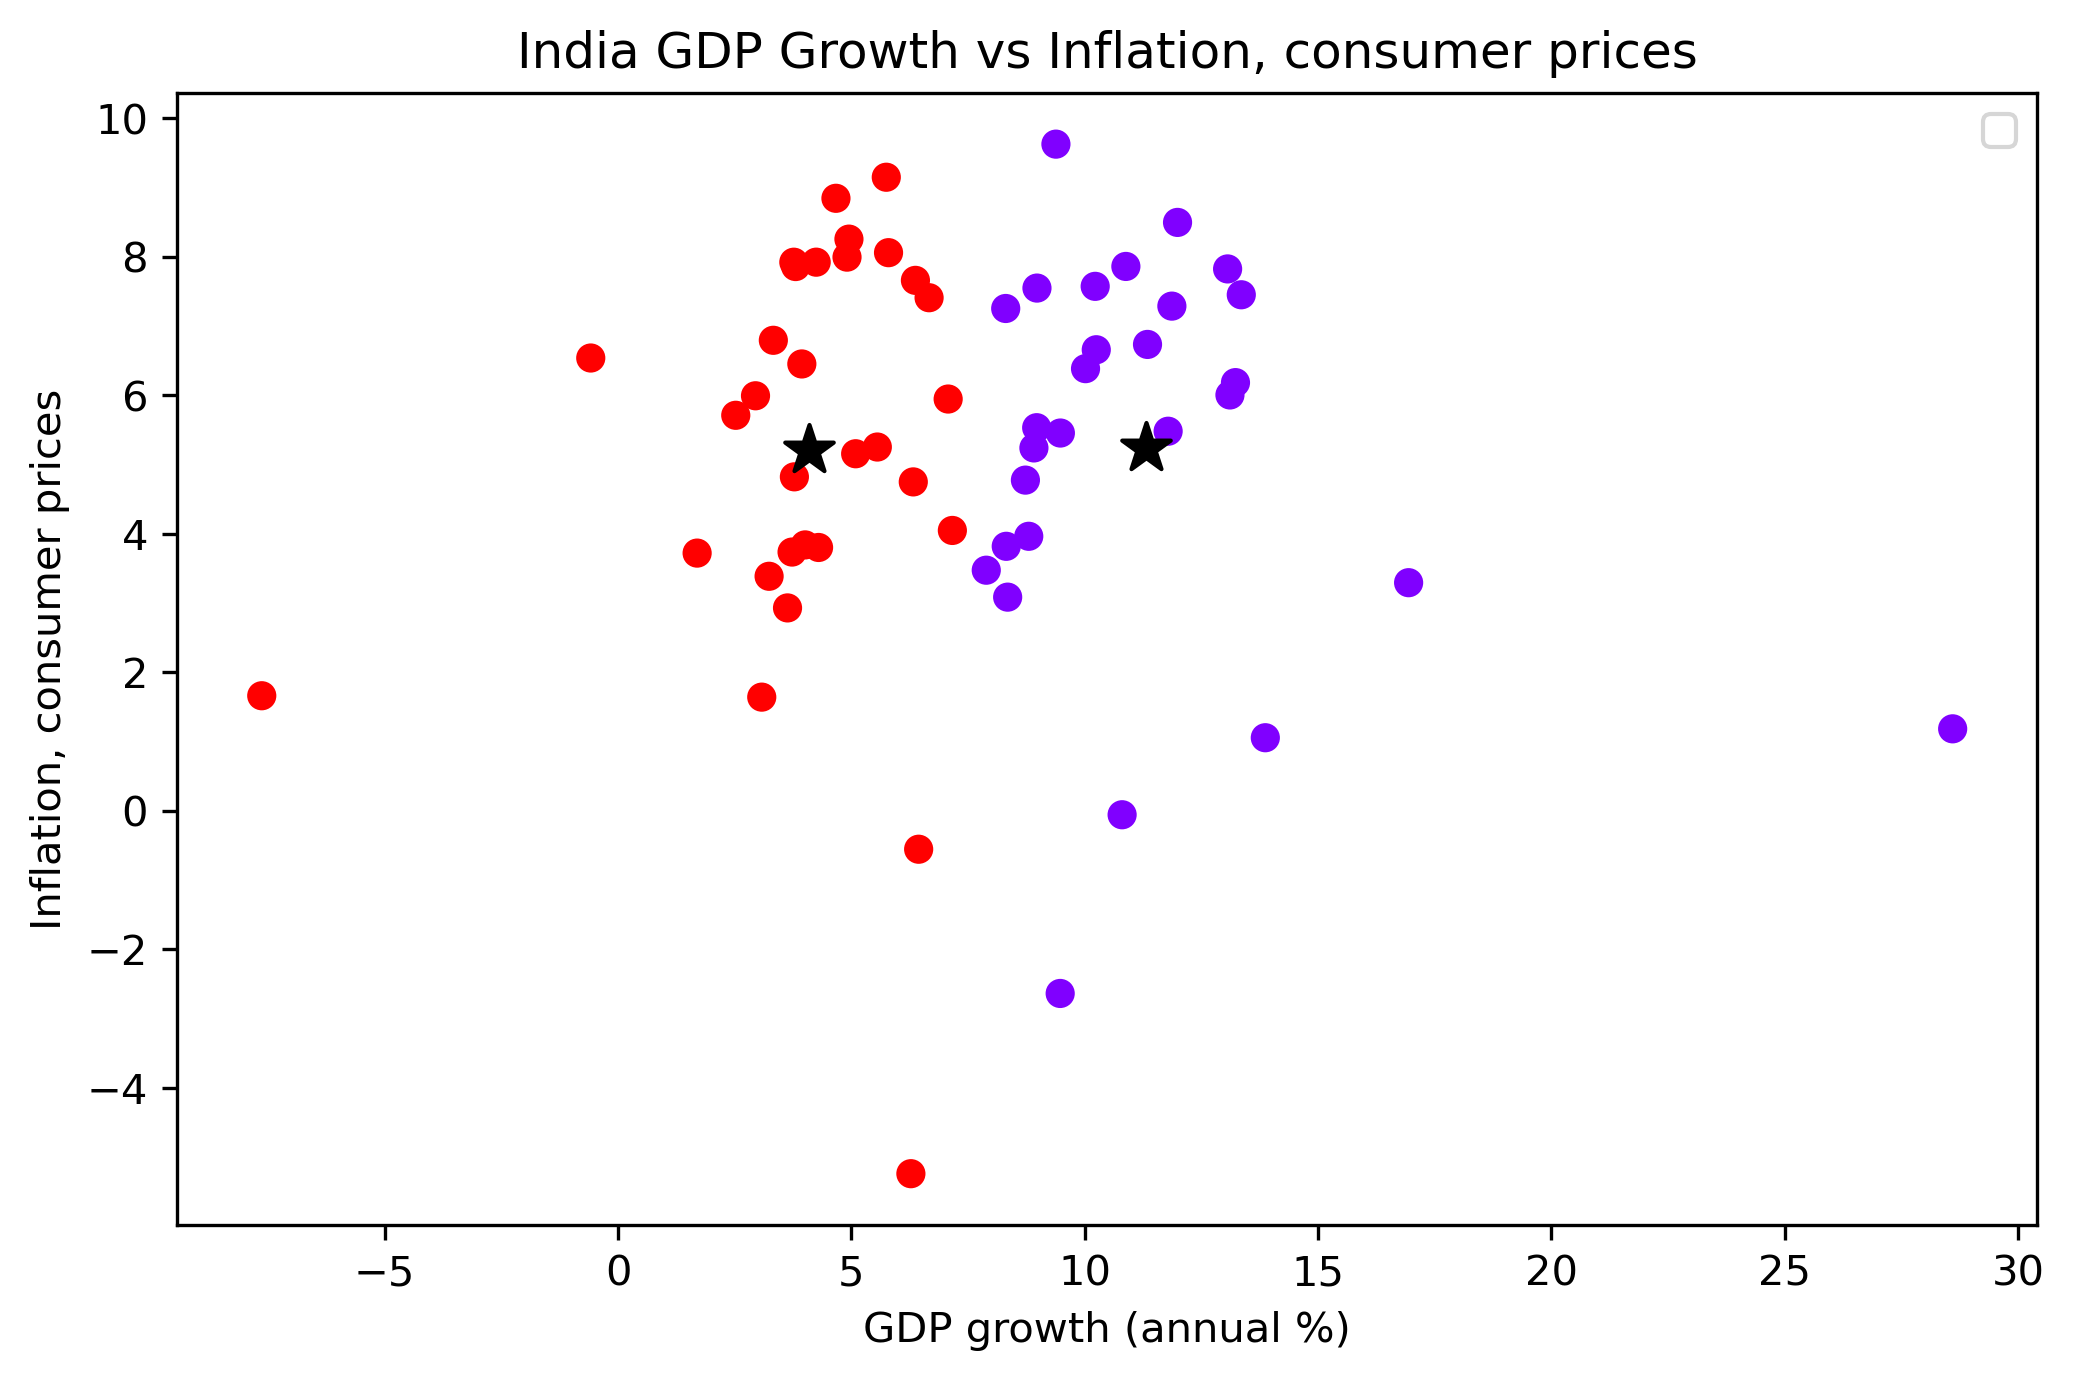 India GDP Growth vs Inflation, consumer prices
10
8
6
4
2
0
−2
−4
Inflation, consumer prices
−5 0 5 10 15 20 25 30
GDP growth (annual %)